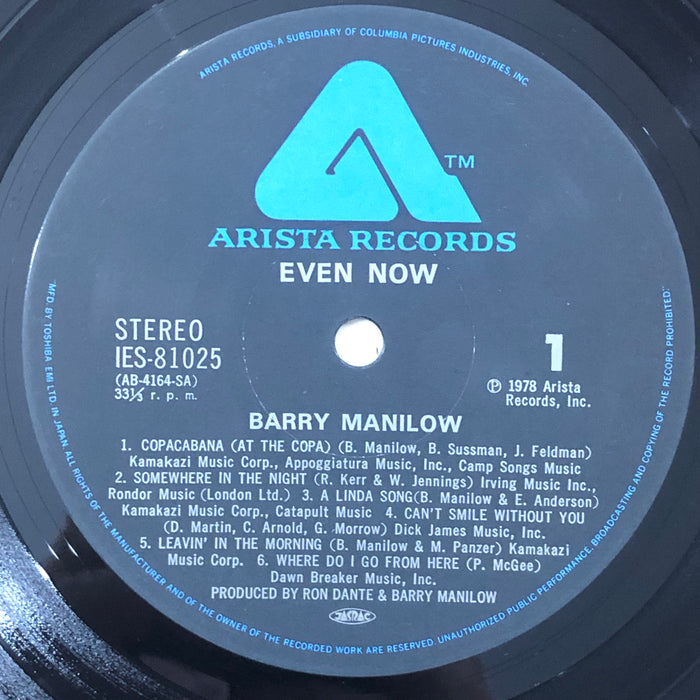 ARISTA RECORDS, A SUBSIDIARY OF COLUMBIA PICTURES INDUSTRIES, INC.
TM
ARISTA RECORDS
EVEN NOW
STEREO
IES-81025
(AB-4164-SA)
33⅓ r. p. m.
1
Ⓟ 1978 Arista
Records, Inc.
BARRY MANILOW
1. COPACABANA (AT THE COPA) (B. Manilow, B. Sussman, J. Feldman)
Kamakazi Music Corp., Appoggiatura Music, Inc., Camp Songs Music
2. SOMEWHERE IN THE NIGHT (R. Kerr & W. Jennings) Irving Music Inc.,
Rondor Music (London Ltd.) 3. A LINDA SONG(B. Manilow & E. Anderson)
Kamakazi Music Corp., Catapult Music 4. CAN'T SMILE WITHOUT YOU
(D. Martin, C. Arnold, G. Morrow) Dick James Music, Inc.
5. LEAVIN' IN THE MORNING (B. Manilow & M. Panzer) Kamakazi
Music Corp. 6. WHERE DO I GO FROM HERE (P. McGee)
Dawn Breaker Music, Inc.
PRODUCED BY RON DANTE & BARRY MANILOW
JASRAC
"MFD. BY TOSHIBA EMI LTD. IN JAPAN. ALL RIGHTS OF THE MANUFACTURER AND OF THE OWNER OF THE RECORDED WORK ARE RESERVED. UNAUTHORIZED PUBLIC PERFORMANCE, BROADCASTING AND COPYING OF THE RECORD PROHIBITED."